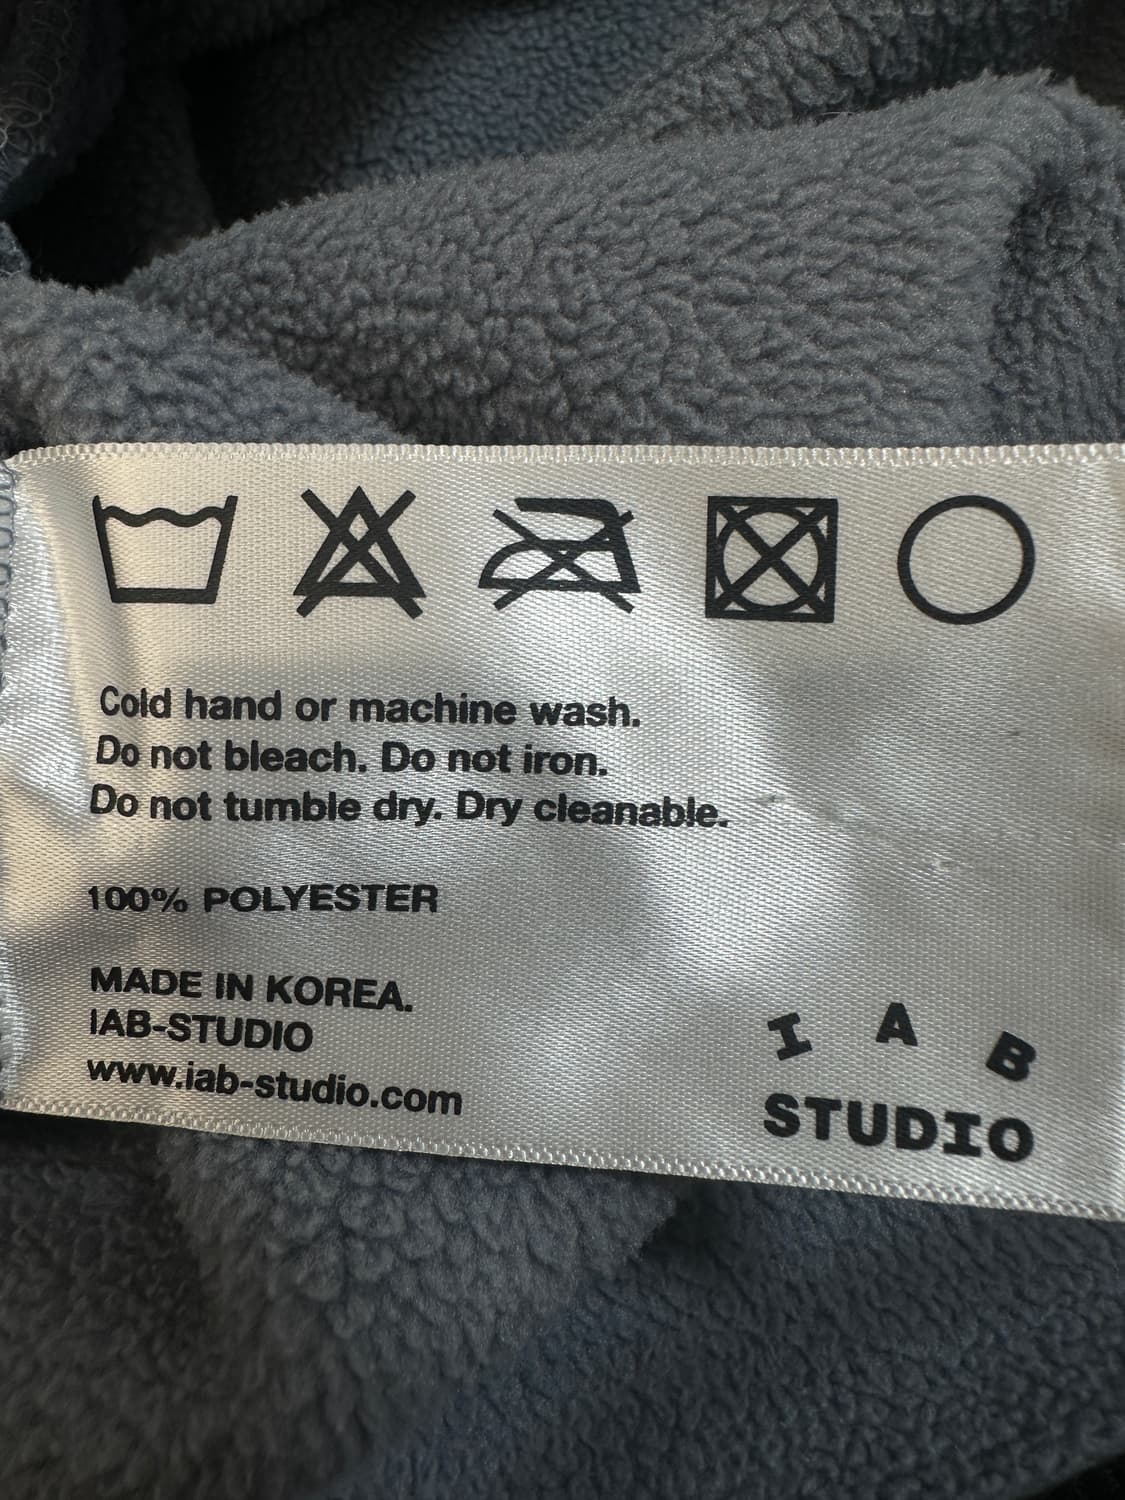 Cold hand or machine wash.
Do not bleach. Do not iron.
Do not tumble dry. Dry cleanable.
100% POLYESTER
MADE IN KOREA.
IAB-STUDIO
www.iab-studio.com
I A B
STUDIO